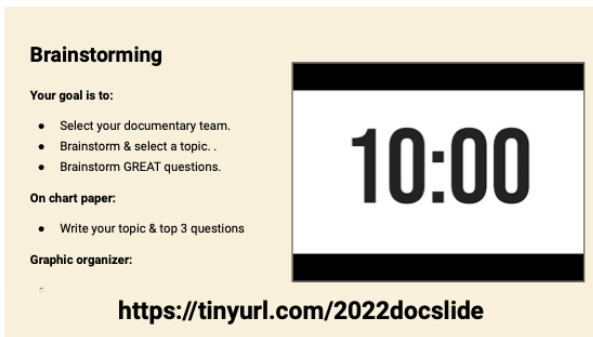 Brainstorming
Your goal is to:
● Select your documentary team.
● Brainstorm & select a topic. .
● Brainstorm GREAT questions.
On chart paper:
● Write your topic & top 3 questions
Graphic organizer:
10:00
https://tinyurl.com/2022docslide